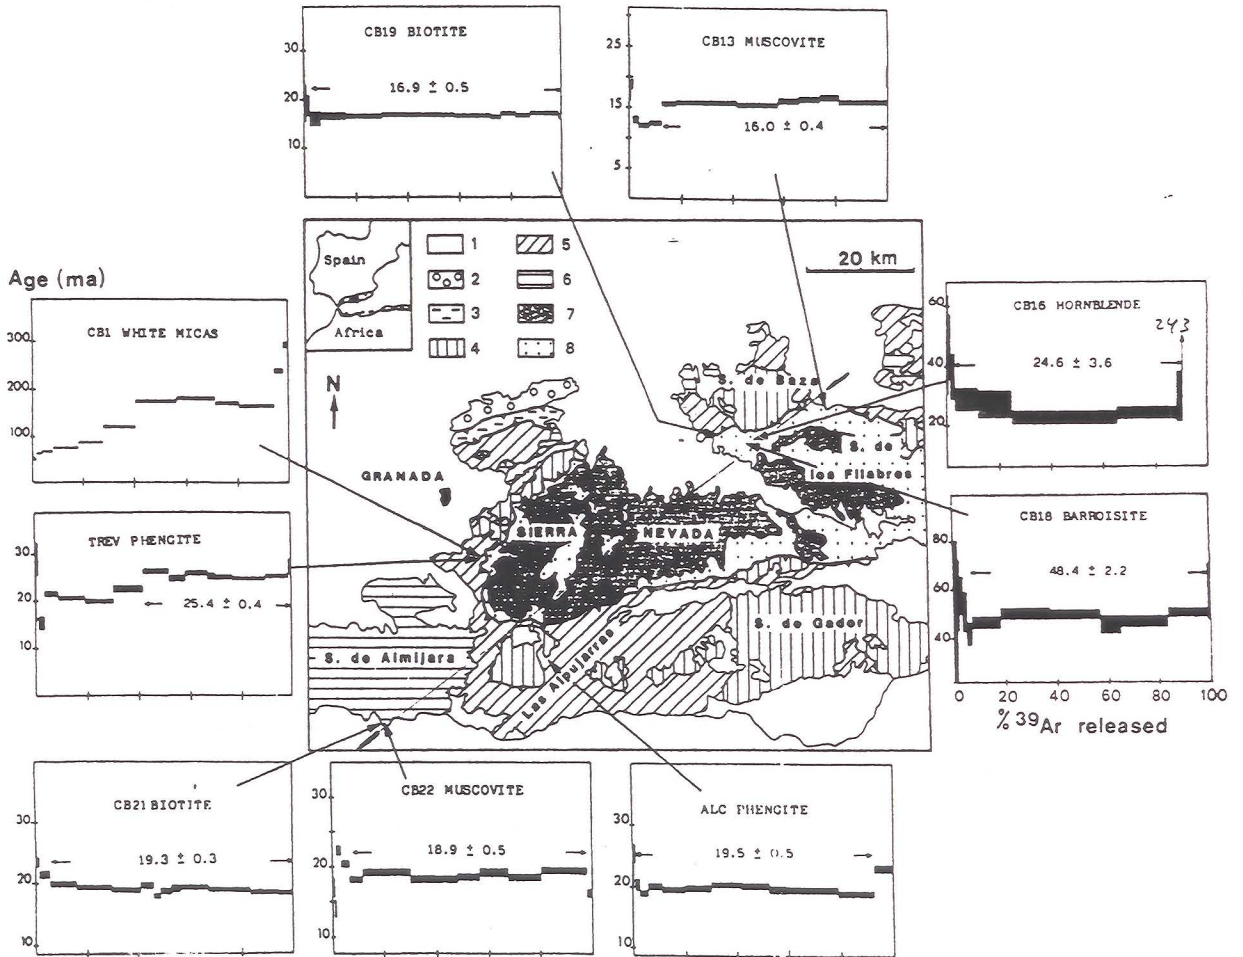 CB19 BIOTITE
30
20
10
16.9 ± 0.5
CB13 MUSCOVITE
25
15
5
16.0 ± 0.4
Age (ma)
CB1 WHITE MICAS
300
200
100
Spain
Africa
1
2
3
4
5
6
7
8
20 km
N
GRANADA
SIERRA NEVADA
S. de Baza
S. de
los Filabres
S. de Gador
S. de Almijara
Las Alpujarras
CB16 HORNBLENDE
243
60
40
20
24.6 ± 3.6
TREV PHENGITE
30
20
10
25.4 ± 0.4
CB18 BARROISITE
80
60
40
48.4 ± 2.2
0 20 40 60 80 100
% 39Ar released
CB21 BIOTITE
30
20
10
19.3 ± 0.3
CB22 MUSCOVITE
30
20
10
18.9 ± 0.5
ALC PHENGITE
30
20
10
19.5 ± 0.5